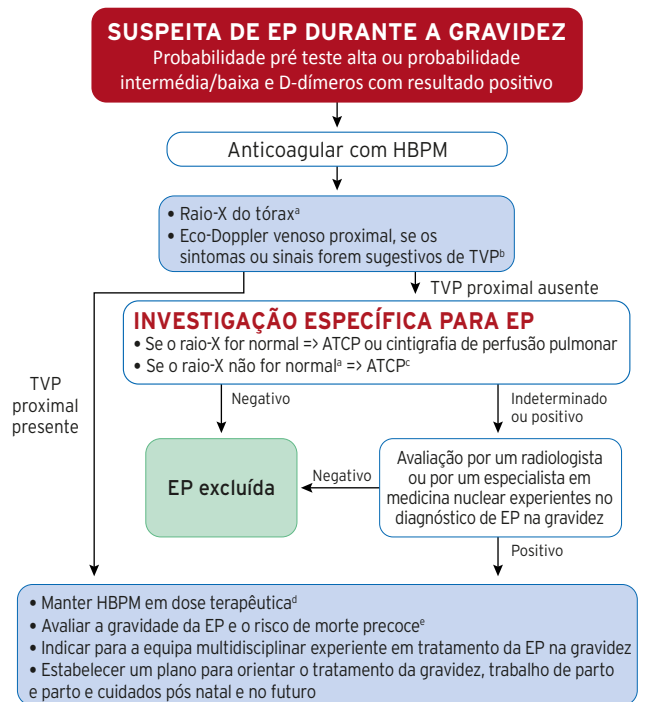 SUSPEITA DE EP DURANTE A GRAVIDEZ
Probabilidade pré teste alta ou probabilidade
intermédia/baixa e D-dímeros com resultado positivo
Anticoagular com HBPM
• Raio-X do tóraxᵃ
• Eco-Doppler venoso proximal, se os
sintomas ou sinais forem sugestivos de TVPᵇ
TVP proximal ausente
INVESTIGAÇÃO ESPECÍFICA PARA EP
• Se o raio-X for normal => ATCP ou cintigrafia de perfusão pulmonar
• Se o raio-X não for normalᵃ => ATCPᶜ
TVP
proximal
presente
Negativo
Indeterminado
ou positivo
EP excluída
Negativo
Avaliação por um radiologista
ou por um especialista em
medicina nuclear experientes no
diagnóstico de EP na gravidez
Positivo
• Manter HBPM em dose terapêuticaᵈ
• Avaliar a gravidade da EP e o risco de morte precoceᵉ
• Indicar para a equipa multidisciplinar experiente em tratamento da EP na gravidez
• Estabelecer um plano para orientar o tratamento da gravidez, trabalho de parto
e parto e cuidados pós natal e no futuro